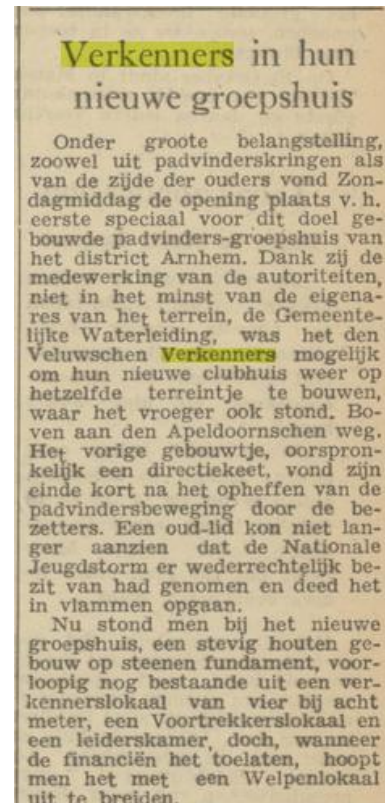 Verkenners in hun
nieuwe groepshuis
Onder groote belangstelling,
zoowel uit padvinderskringen als
van de zijde der ouders vond Zon-
dagmiddag de opening plaats v. h.
eerste speciaal voor dit doel ge-
bouwde padvinders-groepshuis van
het district Arnhem. Dank zij de
medewerking van de autoriteiten,
niet in het minst van de eigena-
res van het terrein, de Gemeente-
lijke Waterleiding, was het den
Veluwschen Verkenners mogelijk
om hun nieuwe clubhuis weer op
hetzelfde terreintje te bouwen,
waar het vroeger ook stond. Bo-
ven aan den Apeldoornschen weg.
Het vorige gebouwtje, oorspron-
kelijk een directiekeet, vond zijn
einde kort na het opheffen van de
padvindersbeweging door de be-
zetters. Een oud-lid kon niet lan-
ger aanzien dat de Nationale
Jeugdstorm er wederrechtelijk be-
zit van had genomen en deed het
in vlammen opgaan.
Nu stond men bij het nieuwe
groepshuis, een stevig houten ge-
bouw op steenen fundament, voor-
loopig nog bestaande uit een ver-
kennerslokaal van vier bij acht
meter, een Voortrekkerslokaal en
een leiderskamer, doch, wanneer
de financiën het toelaten, hoopt
men het met een Welpenlokaal
uit te breiden.